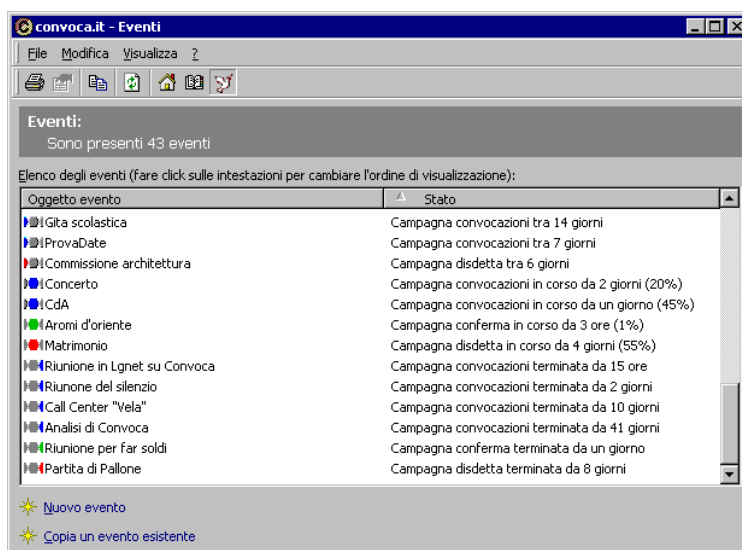 convoca.it - Eventi
File Modifica Visualizza ?
Eventi:
Sono presenti 43 eventi
Elenco degli eventi (fare click sulle intestazioni per cambiare l'ordine di visualizzazione):
Oggetto evento Stato
Gita scolastica Campagna convocazioni tra 14 giorni
ProvaDate Campagna convocazioni tra 7 giorni
Commissione architettura Campagna disdetta tra 6 giorni
Concerto Campagna convocazioni in corso da 2 giorni (20%)
CdA Campagna convocazioni in corso da un giorno (45%)
Aromi d'oriente Campagna conferma in corso da 3 ore (1%)
Matrimonio Campagna disdetta in corso da 4 giorni (55%)
Riunione in Lgnet su Convoca Campagna convocazioni terminata da 15 ore
Riunone del silenzio Campagna convocazioni terminata da 2 giorni
Call Center "Vela" Campagna convocazioni terminata da 10 giorni
Analisi di Convoca Campagna convocazioni terminata da 41 giorni
Riunione per far soldi Campagna conferma terminata da un giorno
Partita di Pallone Campagna disdetta terminata da 8 giorni
Nuovo evento
Copia un evento esistente